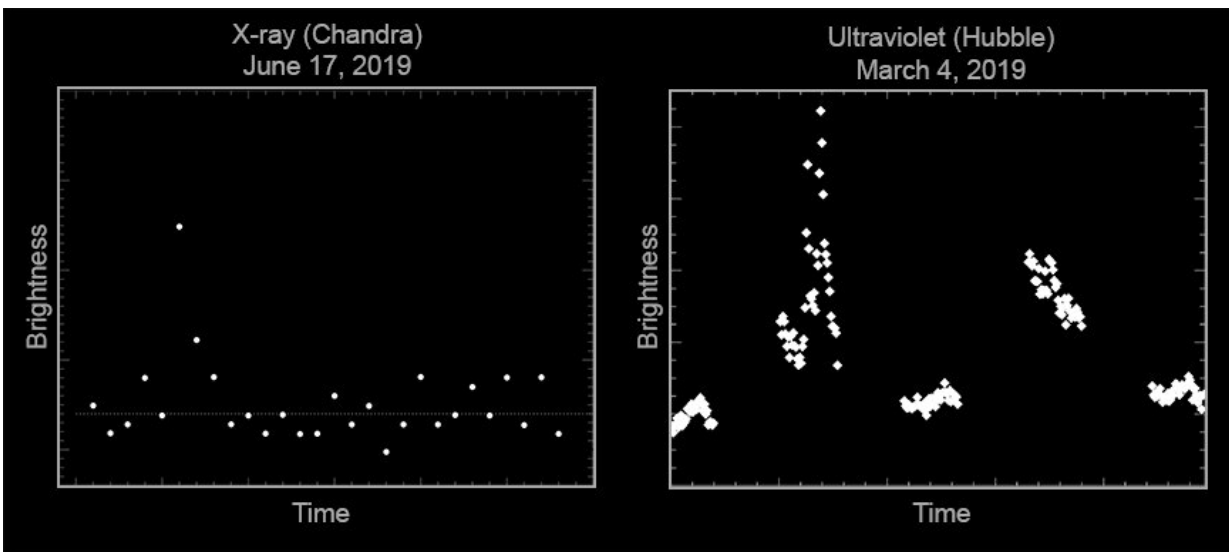 X-ray (Chandra)
June 17, 2019
Brightness
Time
Ultraviolet (Hubble)
March 4, 2019
Brightness
Time